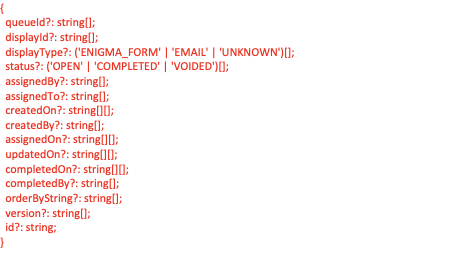 {
queueId?: string[];
displayId?: string[];
displayType?: ('ENIGMA_FORM' | 'EMAIL' | 'UNKNOWN')[];
status?: ('OPEN' | 'COMPLETED' | 'VOIDED')[];
assignedBy?: string[];
assignedTo?: string[];
createdOn?: string[][];
createdBy?: string[];
assignedOn?: string[][];
updatedOn?: string[][];
completedOn?: string[][];
completedBy?: string[];
orderByString?: string[];
version?: string[];
id?: string;
}